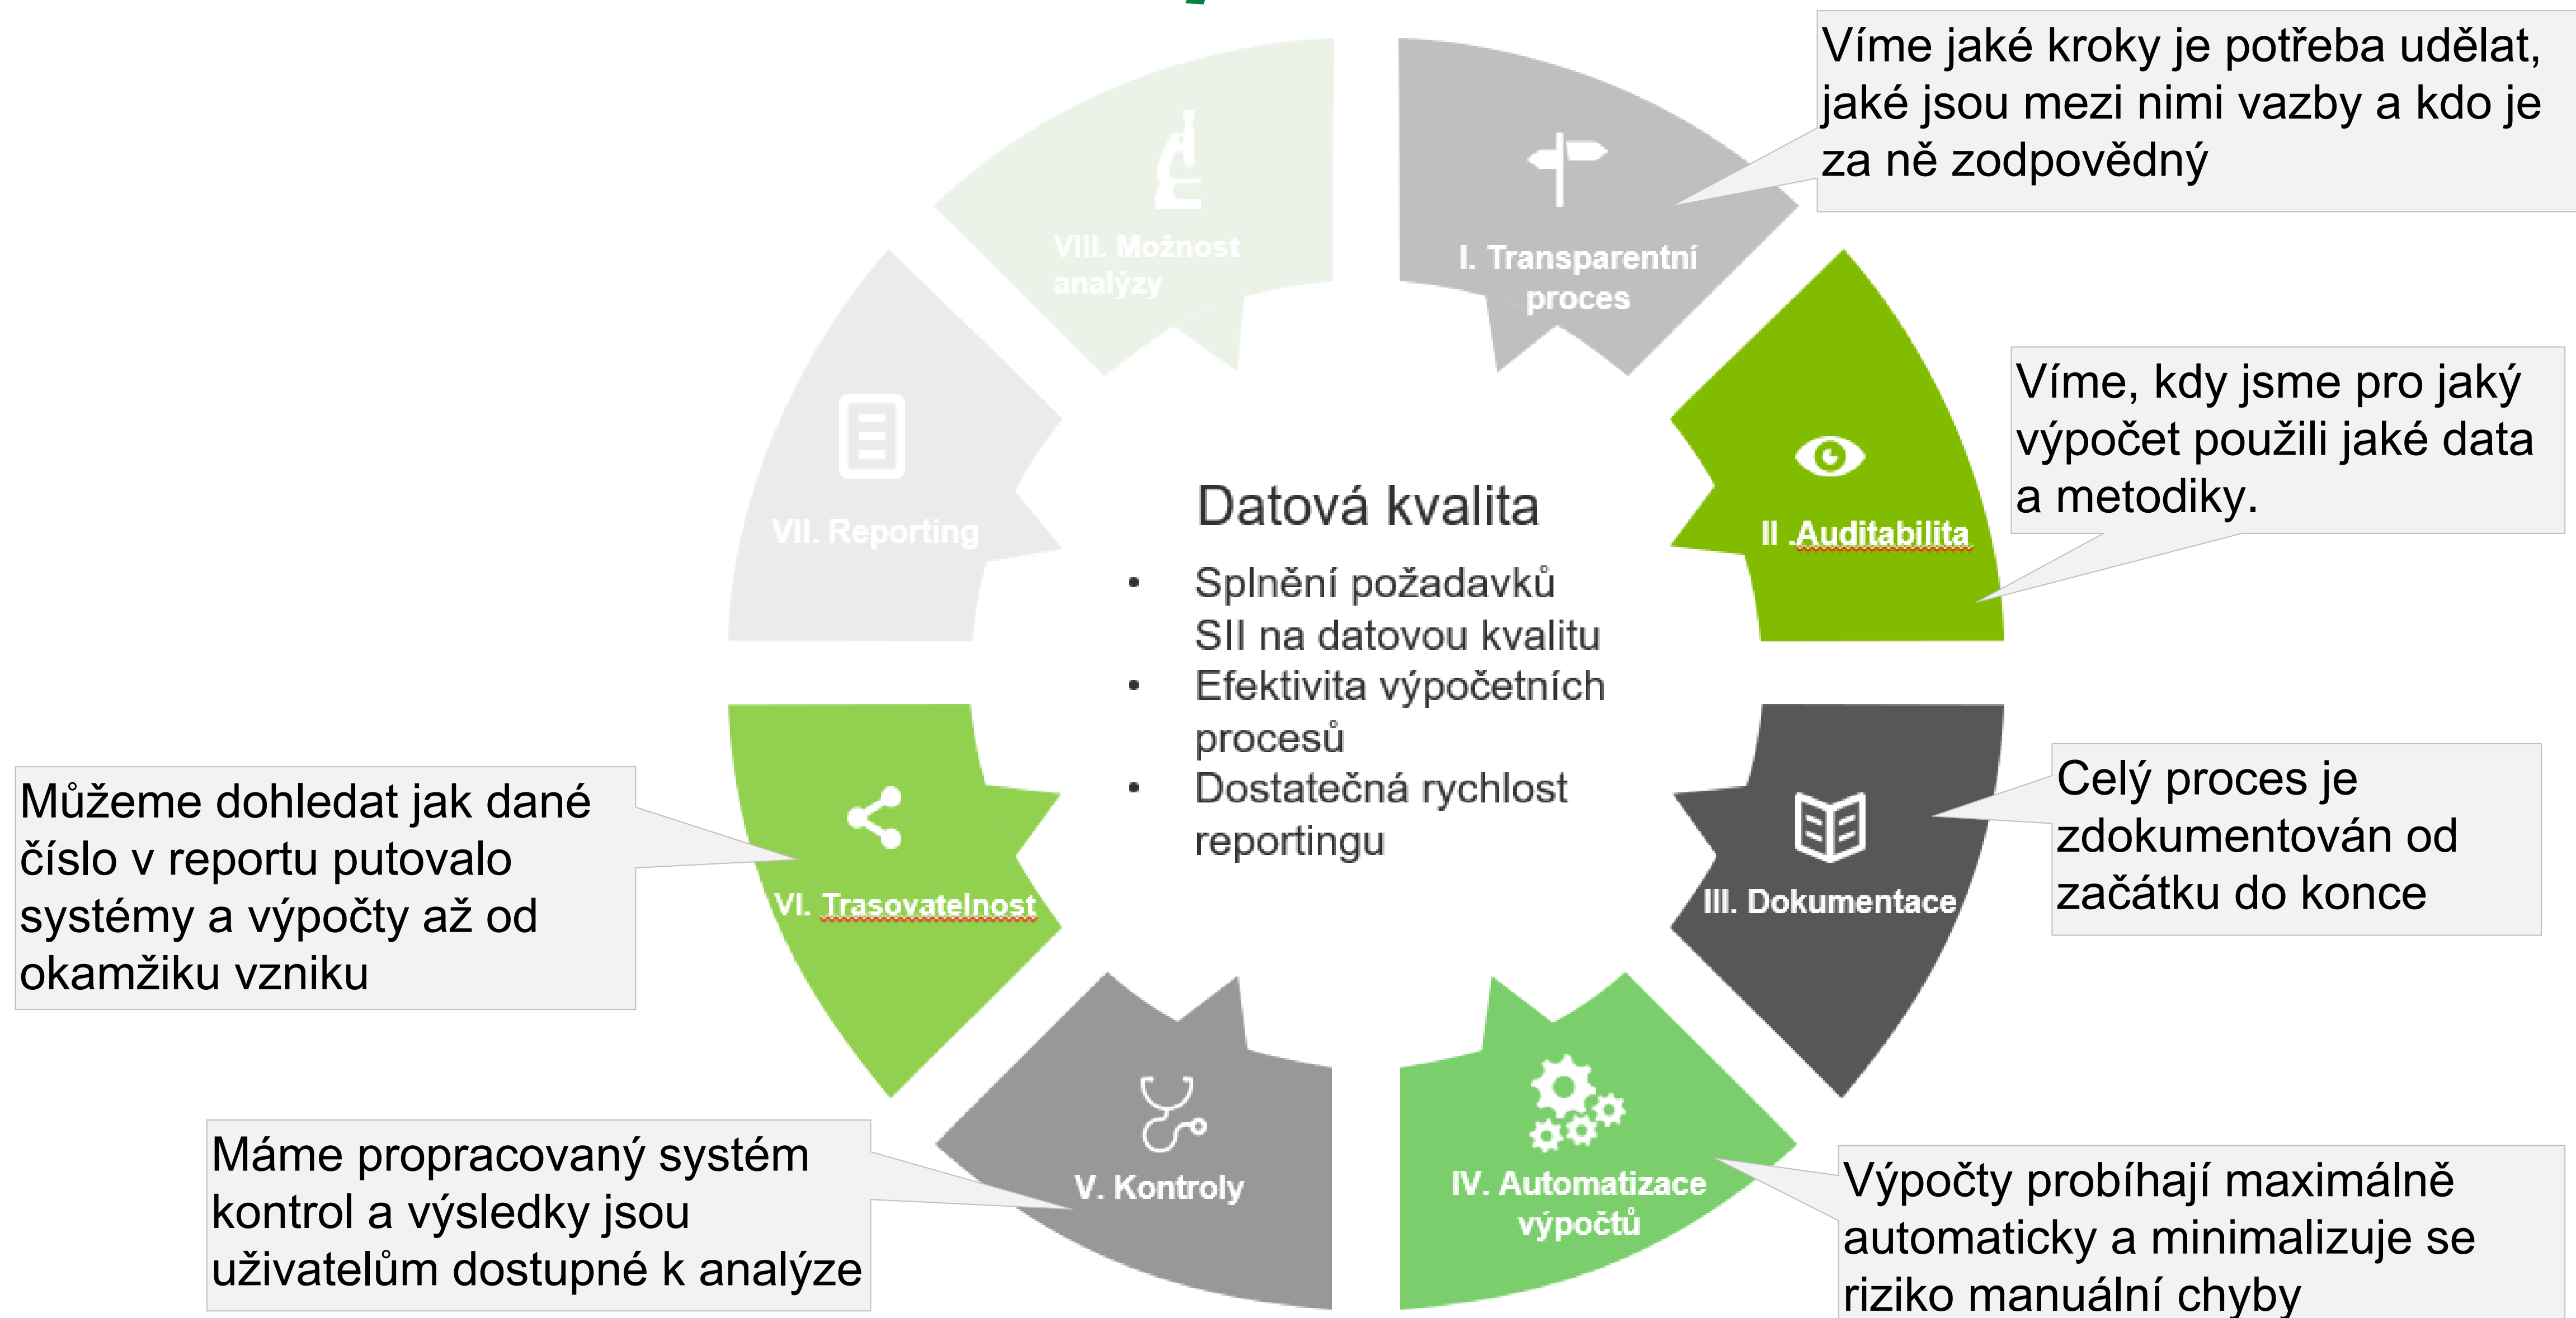 Víme jaké kroky je potřeba udělat,
jaké jsou mezi nimi vazby a kdo je
za ně zodpovědný
VIII. Možnost
analýzy
I. Transparentní
proces
Víme, kdy jsme pro jaký
výpočet použili jaké data
a metodiky.
VII. Reporting
II .Auditabilita
Datová kvalita
• Splnění požadavků
SII na datovou kvalitu
• Efektivita výpočetních
procesů
• Dostatečná rychlost
reportingu
Můžeme dohledat jak dané
číslo v reportu putovalo
systémy a výpočty až od
okamžiku vzniku
VI. Trasovatelnost
III. Dokumentace
Celý proces je
zdokumentován od
začátku do konce
Máme propracovaný systém
kontrol a výsledky jsou
uživatelům dostupné k analýze
V. Kontroly
IV. Automatizace
výpočtů
Výpočty probíhají maximálně
automaticky a minimalizuje se
riziko manuální chyby